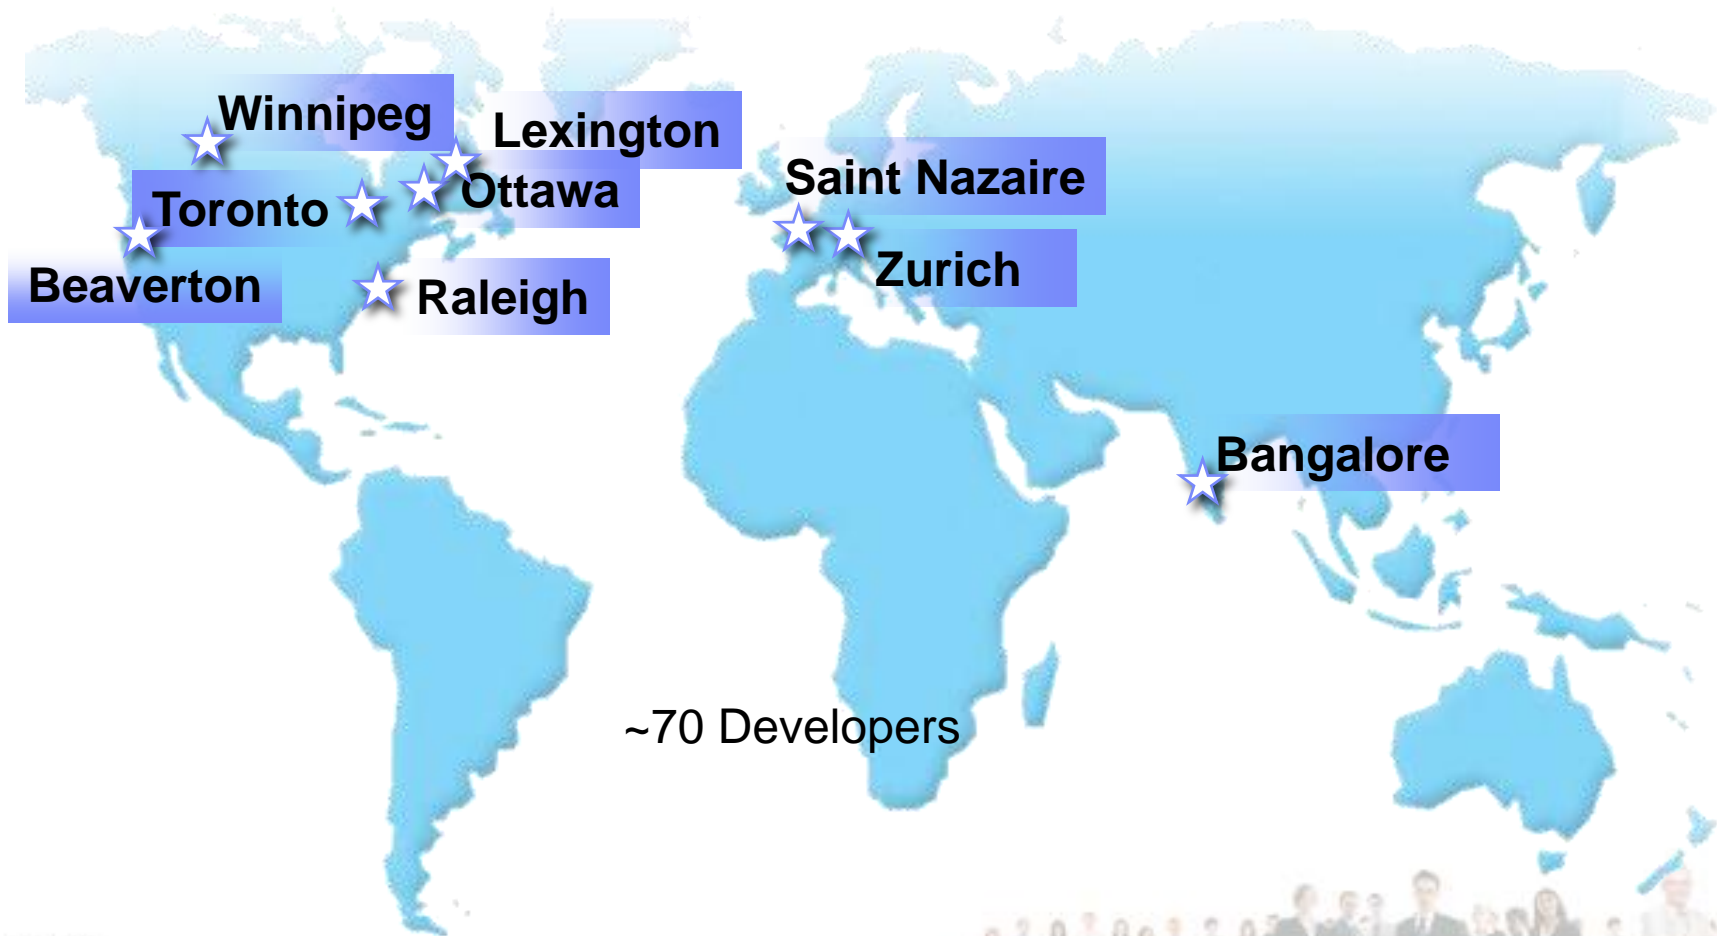 Winnipeg
Lexington
Saint Nazaire
Ottawa
Toronto
Zurich
Beaverton
Raleigh
Bangalore
~70 Developers